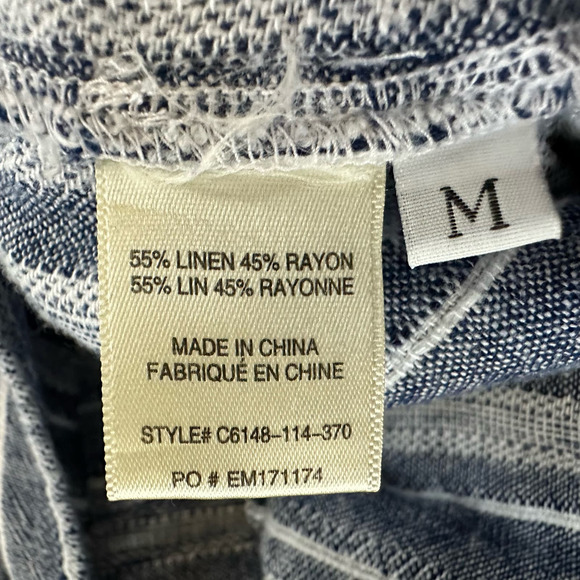 M
55% LINEN 45% RAYON
55% LIN 45% RAYONNE
MADE IN CHINA
FABRIQUÉ EN CHINE
STYLE# C6148-114-370
PO # EM171174